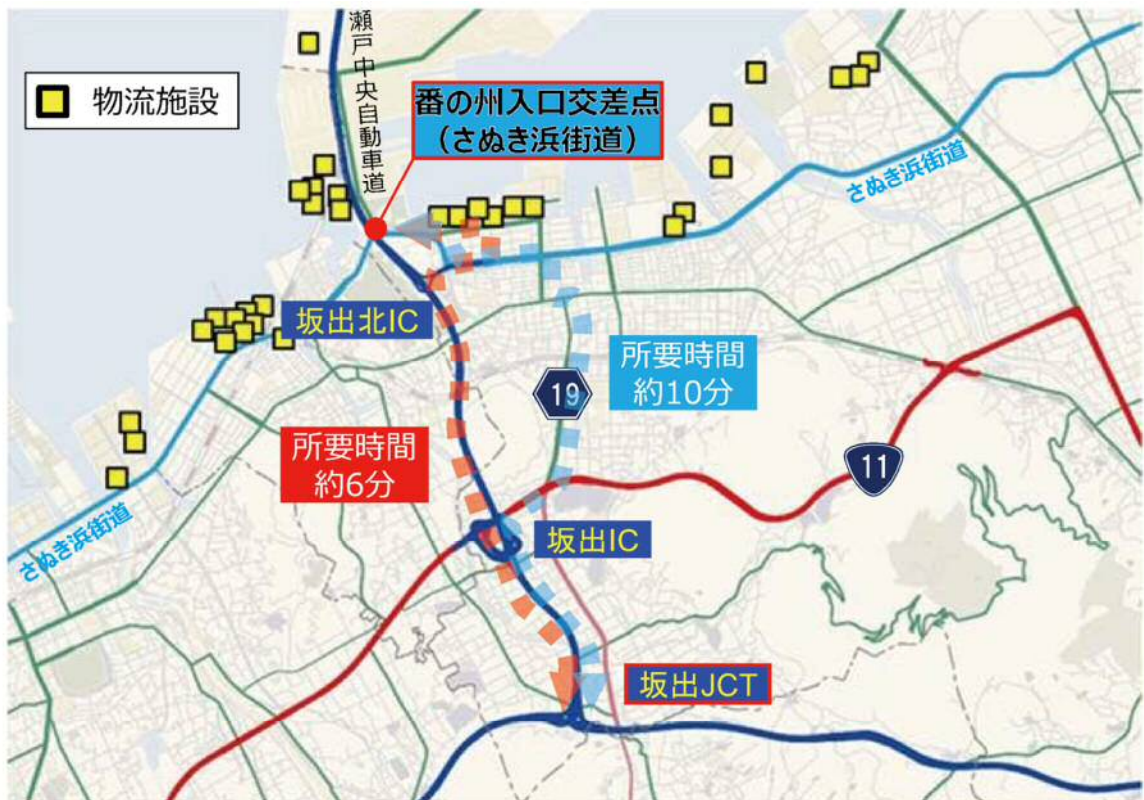 瀬戸中央自動車道
物流施設
番の州入口交差点
（さぬき浜街道）
さぬき浜街道
坂出北IC
所要時間
約10分
19
所要時間
約6分
11
坂出IC
さぬき浜街道
坂出JCT